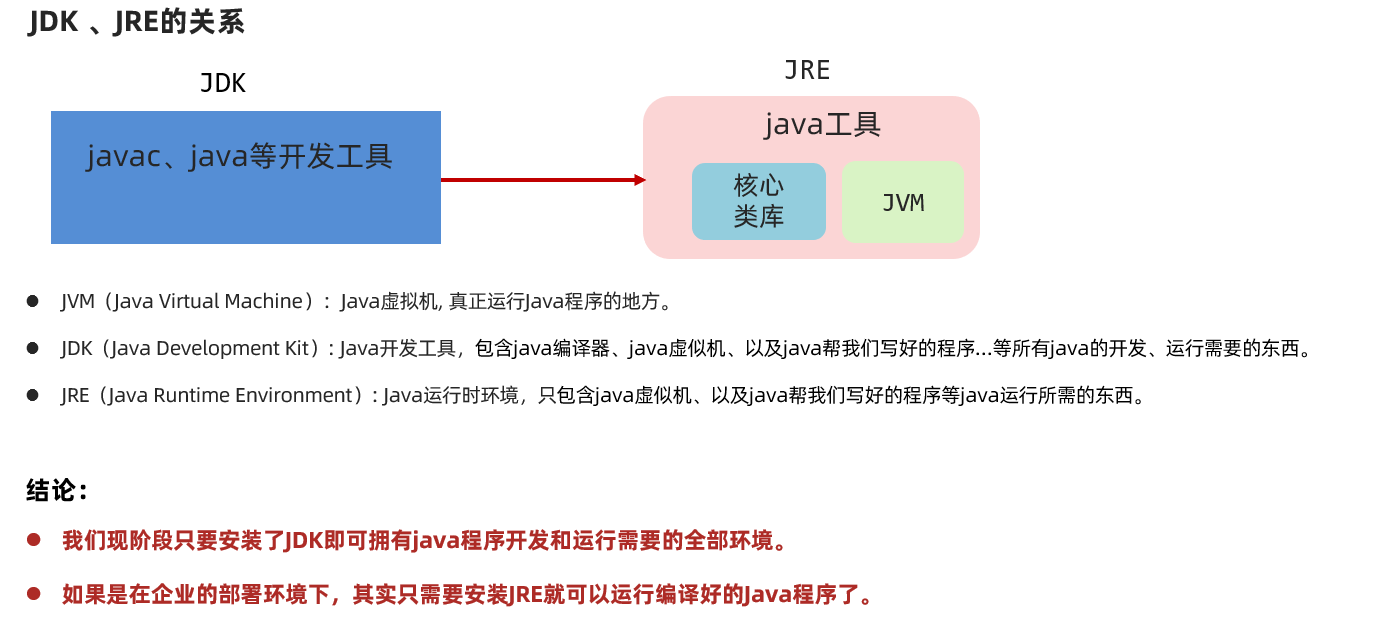 JDK 、JRE的关系
JDK
JRE
javac、java等开发工具
java工具
核心
类库
JVM
● JVM（Java Virtual Machine）：Java虚拟机, 真正运行Java程序的地方。
● JDK（Java Development Kit）: Java开发工具，包含java编译器、java虚似机、以及java帮我们写好的程序…等所有java的开发、运行需要的东西。
● JRE（Java Runtime Environment）: Java运行时环境，只包含java虚似机、以及java帮我们写好的程序等java运行所需的东西。
结论：
● 我们现阶段只要安装了JDK即可拥有java程序开发和运行需要的全部环境。
● 如果是在企业的部署环境下，其实只需要安装JRE就可以运行编译好的Java程序了。